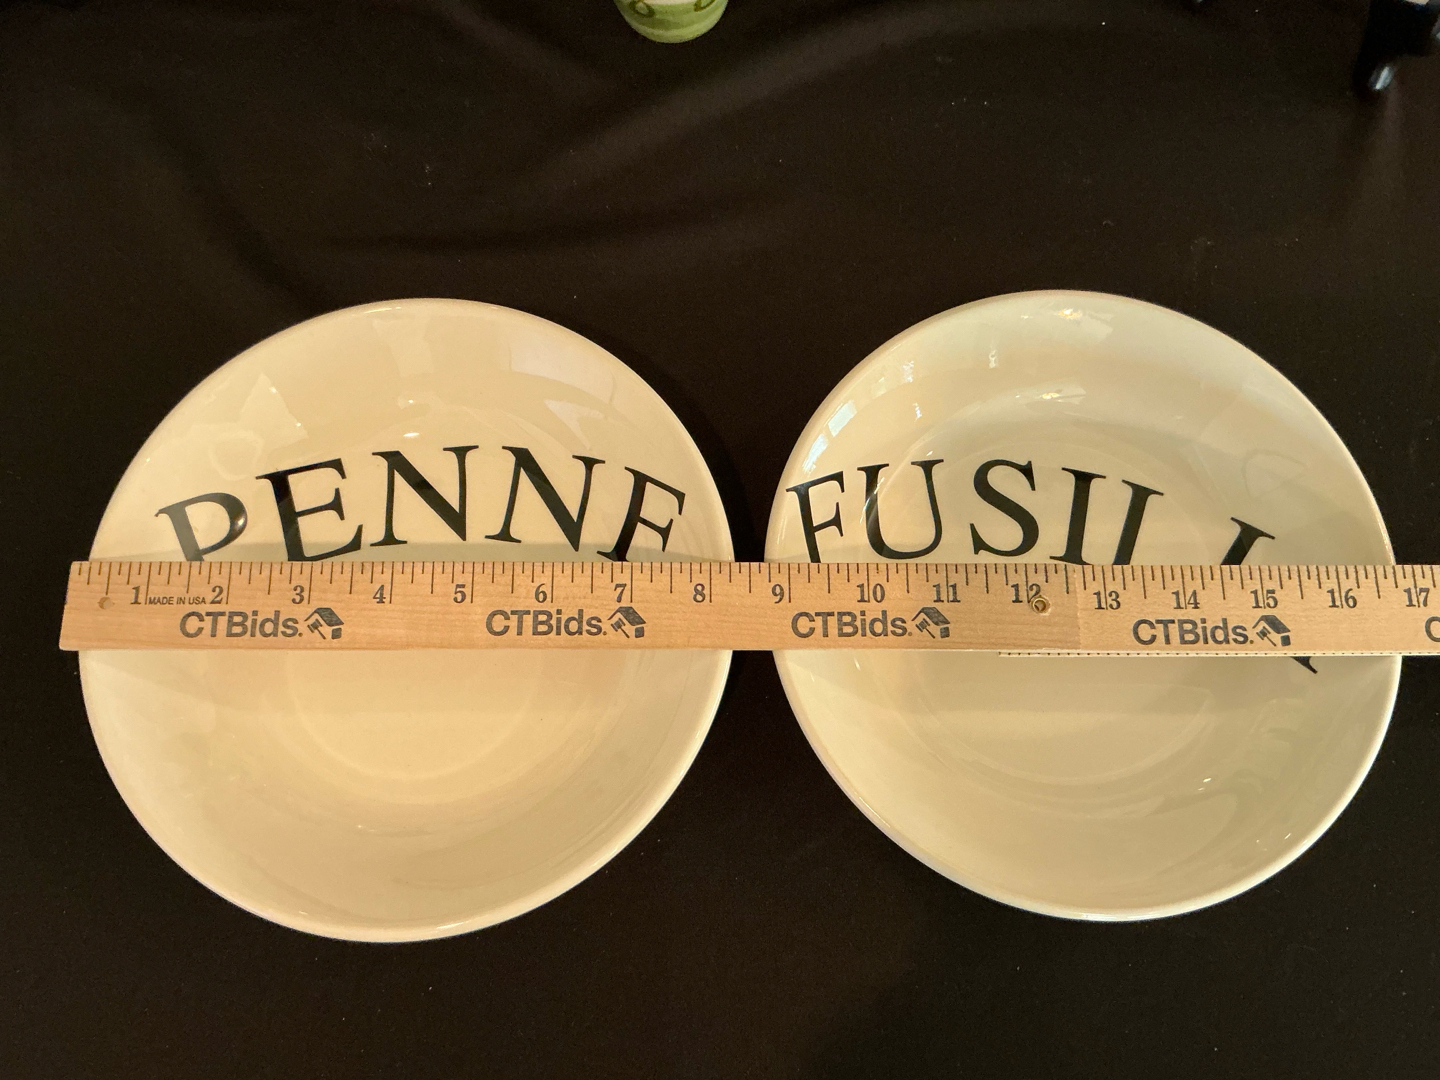 PENNE
FUSILL
1 2 3 4 5 6 7 8 9 10 11 12 13 14 15 16 17
MADE IN USA
CTBids. CTBids. CTBids. CTBids. C